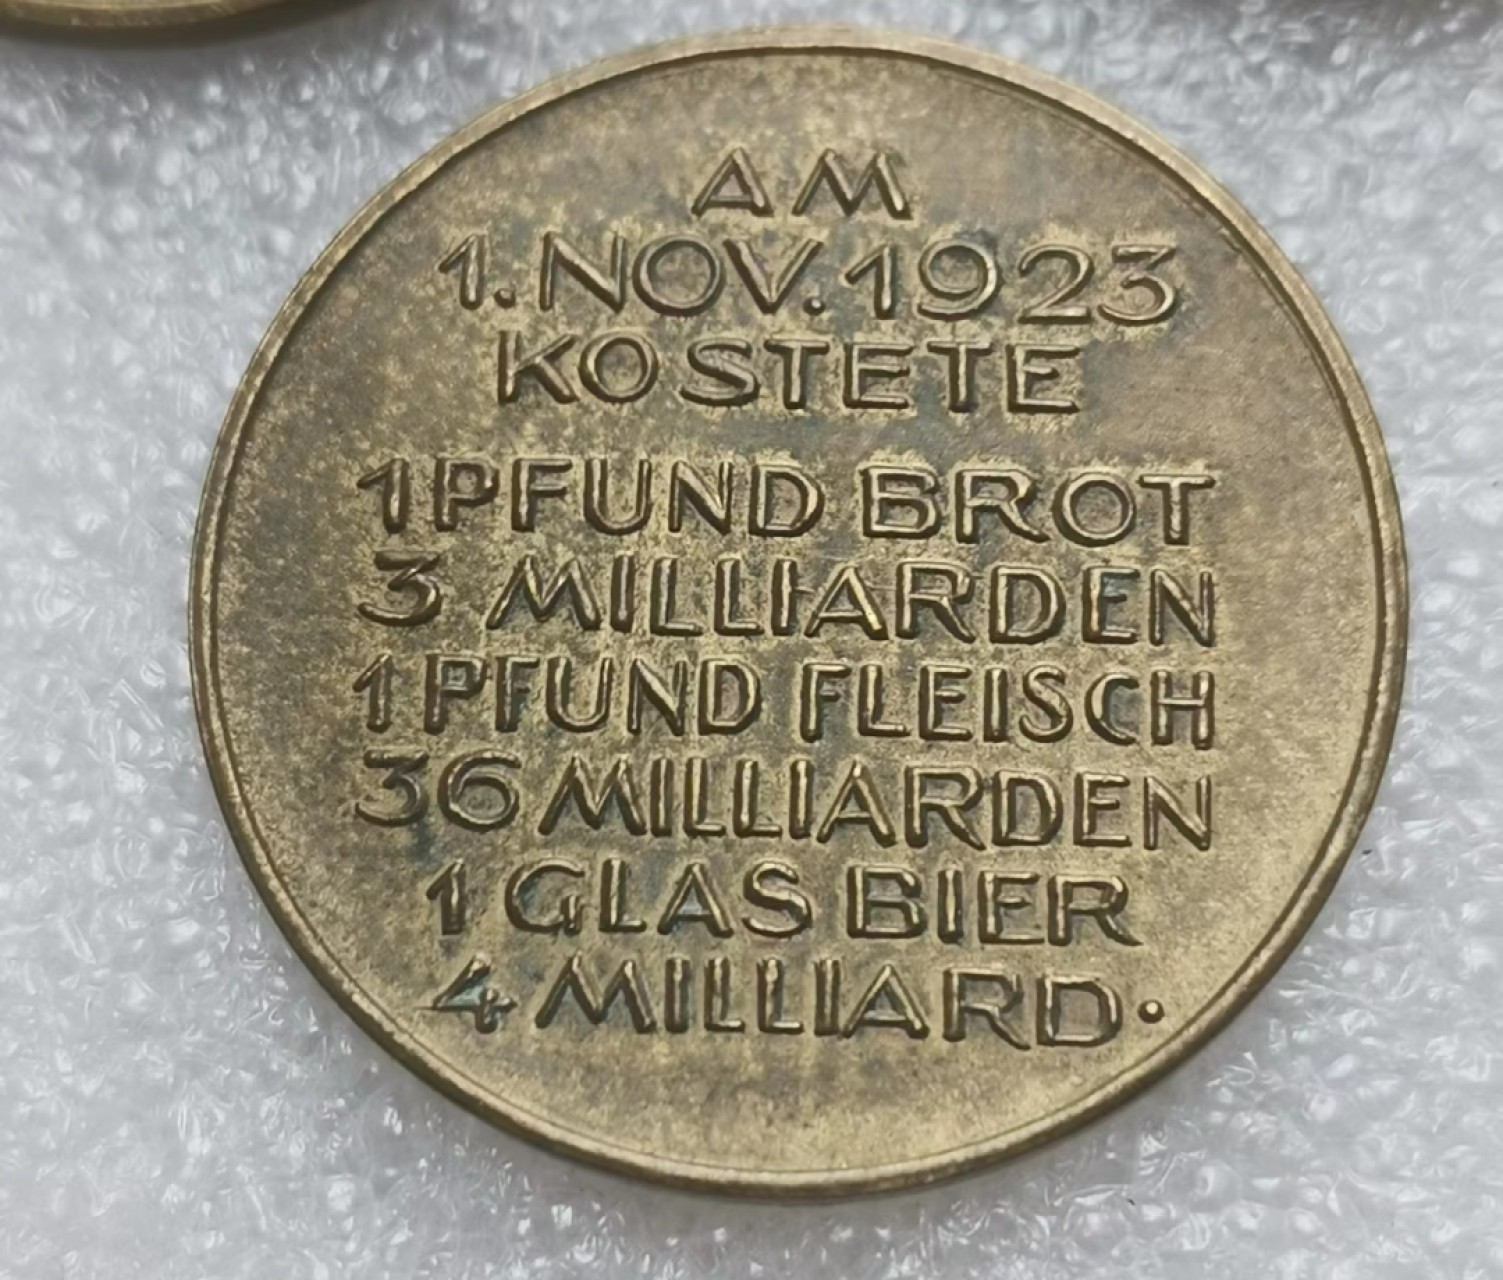 AM
1. NOV. 1923
KOSTETE
1 PFUND BROT
3 MILLIARDEN
1 PFUND FLEISCH
36 MILLIARDEN
1 GLAS BIER
4 MILLIARD.